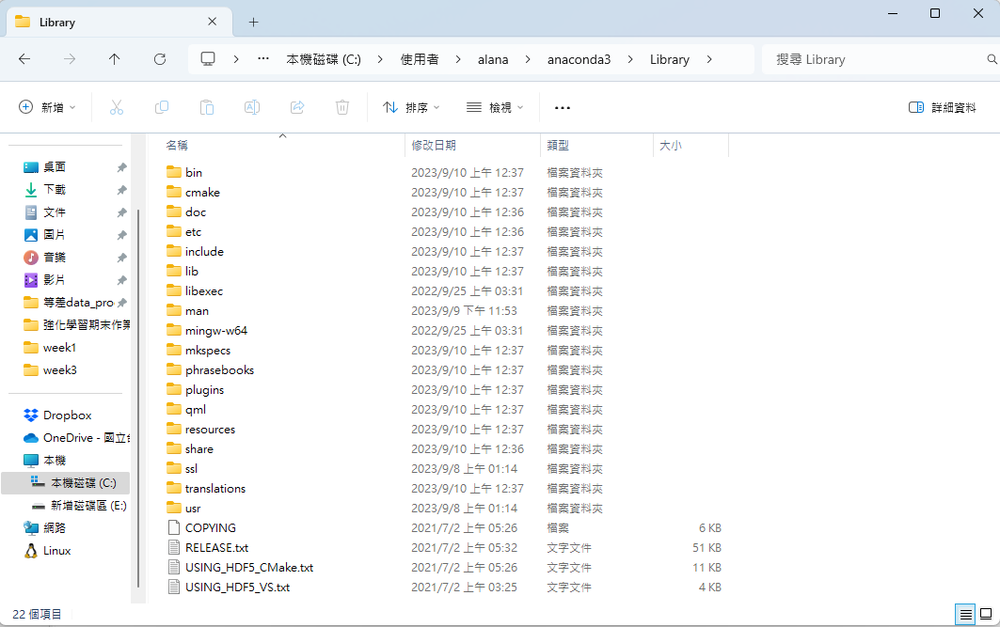 Library
本機磁碟 (C:) 使用者 alana anaconda3 Library 搜尋 Library
新增 排序 檢視 詳細資料
名稱 修改日期 類型 大小
桌面
下載
文件
圖片
音樂
影片
等差data_pro
強化學習期末作業
week1
week3
Dropbox
OneDrive - 國立台
本機
本機磁碟 (C:)
新增磁碟區 (E:)
網路
Linux
bin 2023/9/10 上午 12:37 檔案資料夾
cmake 2023/9/10 上午 12:37 檔案資料夾
doc 2023/9/10 上午 12:36 檔案資料夾
etc 2023/9/10 上午 12:36 檔案資料夾
include 2023/9/10 上午 12:37 檔案資料夾
lib 2023/9/10 上午 12:37 檔案資料夾
libexec 2022/9/25 上午 03:31 檔案資料夾
man 2023/9/9 下午 11:53 檔案資料夾
mingw-w64 2022/9/25 上午 03:31 檔案資料夾
mkspecs 2023/9/10 上午 12:37 檔案資料夾
phrasebooks 2023/9/10 上午 12:37 檔案資料夾
plugins 2023/9/10 上午 12:37 檔案資料夾
qml 2023/9/10 上午 12:37 檔案資料夾
resources 2023/9/10 上午 12:37 檔案資料夾
share 2023/9/10 上午 12:36 檔案資料夾
ssl 2023/9/8 上午 01:14 檔案資料夾
translations 2023/9/10 上午 12:37 檔案資料夾
usr 2023/9/8 上午 01:14 檔案資料夾
COPYING 2021/7/2 上午 05:26 檔案 6 KB
RELEASE.txt 2021/7/2 上午 05:32 文字文件 51 KB
USING_HDF5_CMake.txt 2021/7/2 上午 05:26 文字文件 11 KB
USING_HDF5_VS.txt 2021/7/2 上午 03:25 文字文件 4 KB
22 個項目